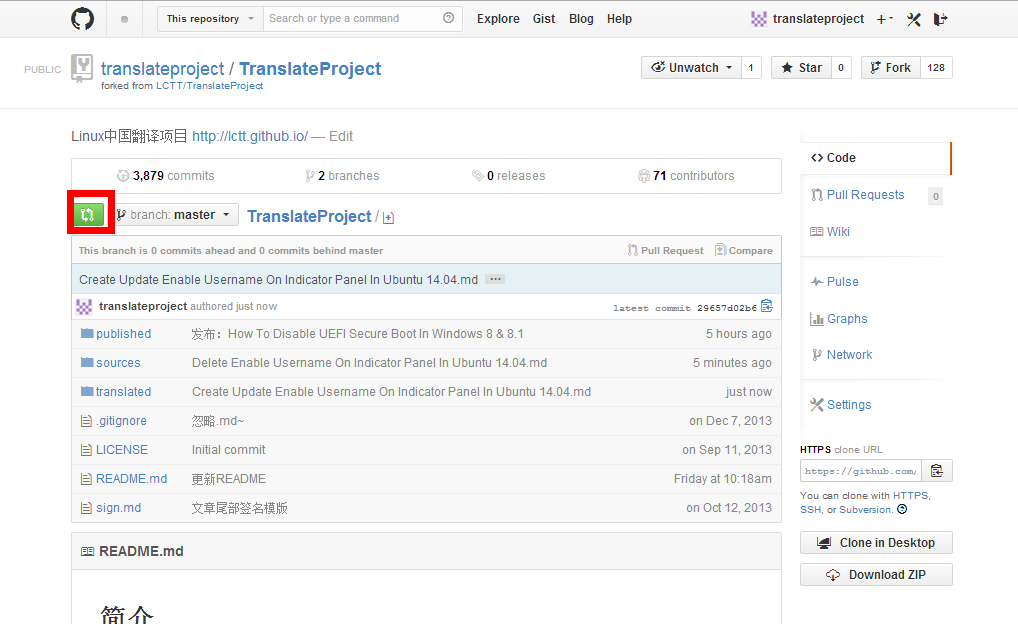 This repository Search or type a command Explore Gist Blog Help translateproject
PUBLIC translateproject / TranslateProject Unwatch 1 Star 0 Fork 128
forked from LCTT/TranslateProject
Linux中国翻译项目 http://lctt.github.io/ — Edit
3,879 commits 2 branches 0 releases 71 contributors
branch: master TranslateProject /
This branch is 0 commits ahead and 0 commits behind master Pull Request Compare
Create Update Enable Username On Indicator Panel In Ubuntu 14.04.md ...
translateproject authored just now latest commit 29657d02b6
published 发布：How To Disable UEFI Secure Boot In Windows 8 & 8.1 5 hours ago
sources Delete Enable Username On Indicator Panel In Ubuntu 14.04.md 5 minutes ago
translated Create Update Enable Username On Indicator Panel In Ubuntu 14.04.md just now
.gitignore 忽略.md~ on Dec 7, 2013
LICENSE Initial commit on Sep 11, 2013
README.md 更新README Friday at 10:18am
sign.md 文章尾部签名模版 on Oct 12, 2013
README.md
简介
Code
Pull Requests 0
Wiki
Pulse
Graphs
Network
Settings
HTTPS clone URL
https://github.com/
You can clone with HTTPS,
SSH, or Subversion.
Clone in Desktop
Download ZIP